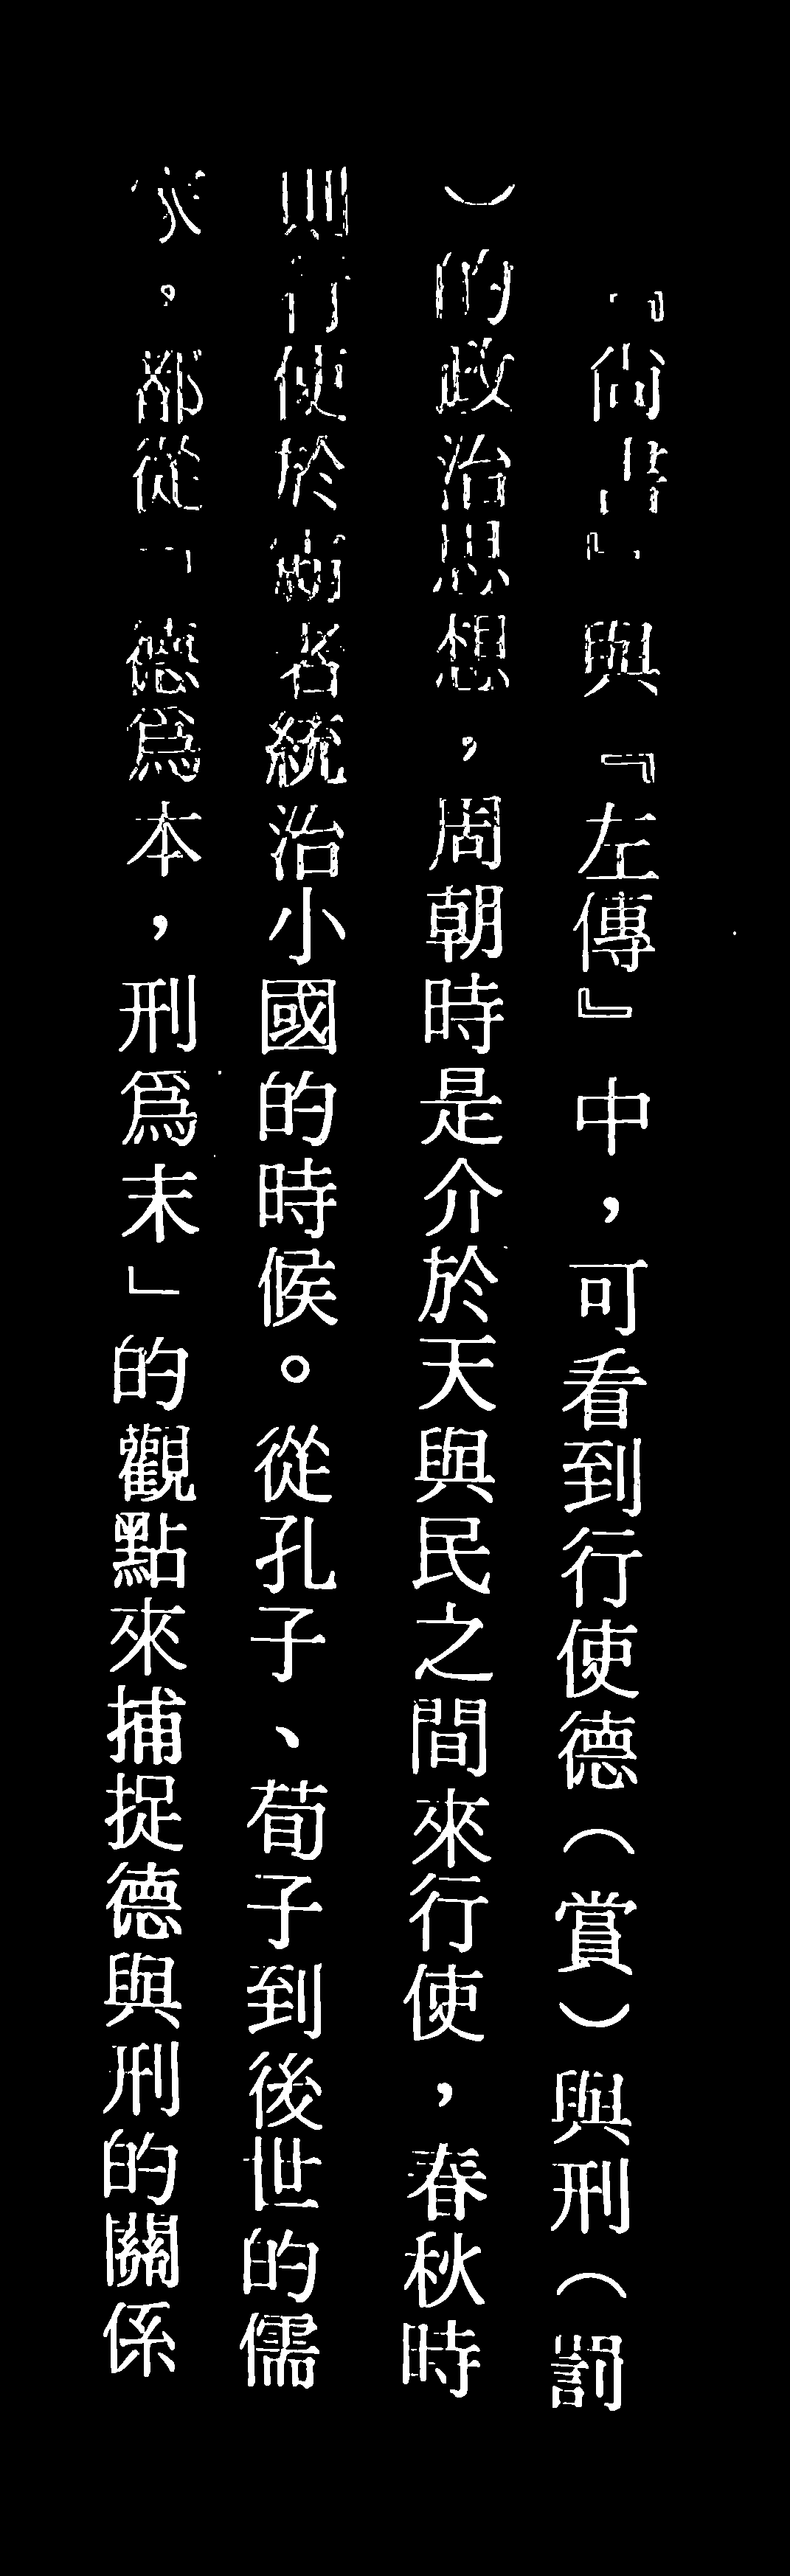 『尙書』與『左傳』中，可看到行使德（賞）與刑（罰
）的政治思想，周朝時是介於天與民之間來行使，春秋時
則行使於霸者統治小國的時候。從孔子、荀子到後世的儒
家，都從「德爲本，刑爲末」的觀點來捕捉德與刑的關係